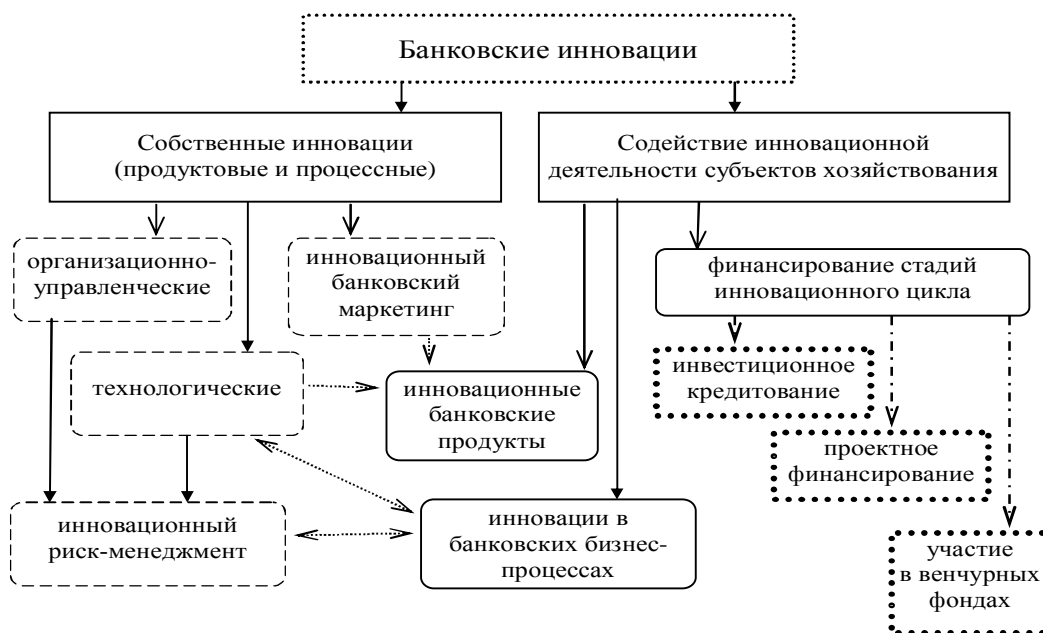 Банковские инновации
Собственные инновации
(продуктовые и процессные)
Содействие инновационной
деятельности субъектов хозяйствования
организационно-
управленческие
инновационный
банковский
маркетинг
финансирование стадий
инновационного цикла
технологические
инновационные
банковские
продукты
инвестиционное
кредитование
проектное
финансирование
инновационный
риск-менеджмент
инновации в
банковских бизнес-
процессах
участие
в венчурных
фондах